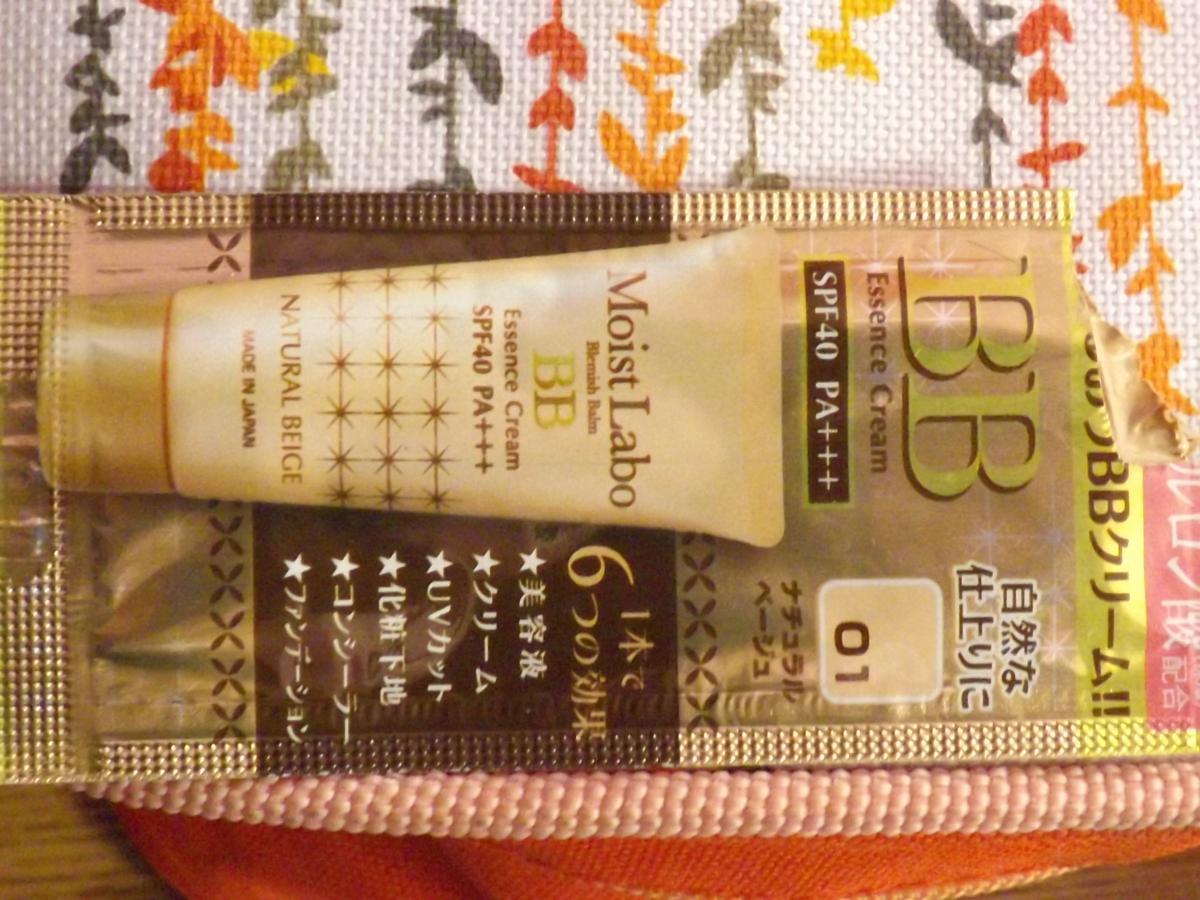 ルロン酸配合
BBクリーム!!
BB
Essence Cream
SPF40 PA+++
自然な
仕上りに
01
ナチュラル
ベージュ
Moist Labo
Blemish Balm
BB
Essence Cream
SPF40 PA+++
NATURAL BEIGE
MADE IN JAPAN
1本で
6つの効果
★美容液
★クリーム
★UVカット
★化粧下地
★コンシーラー
★ファンデーション